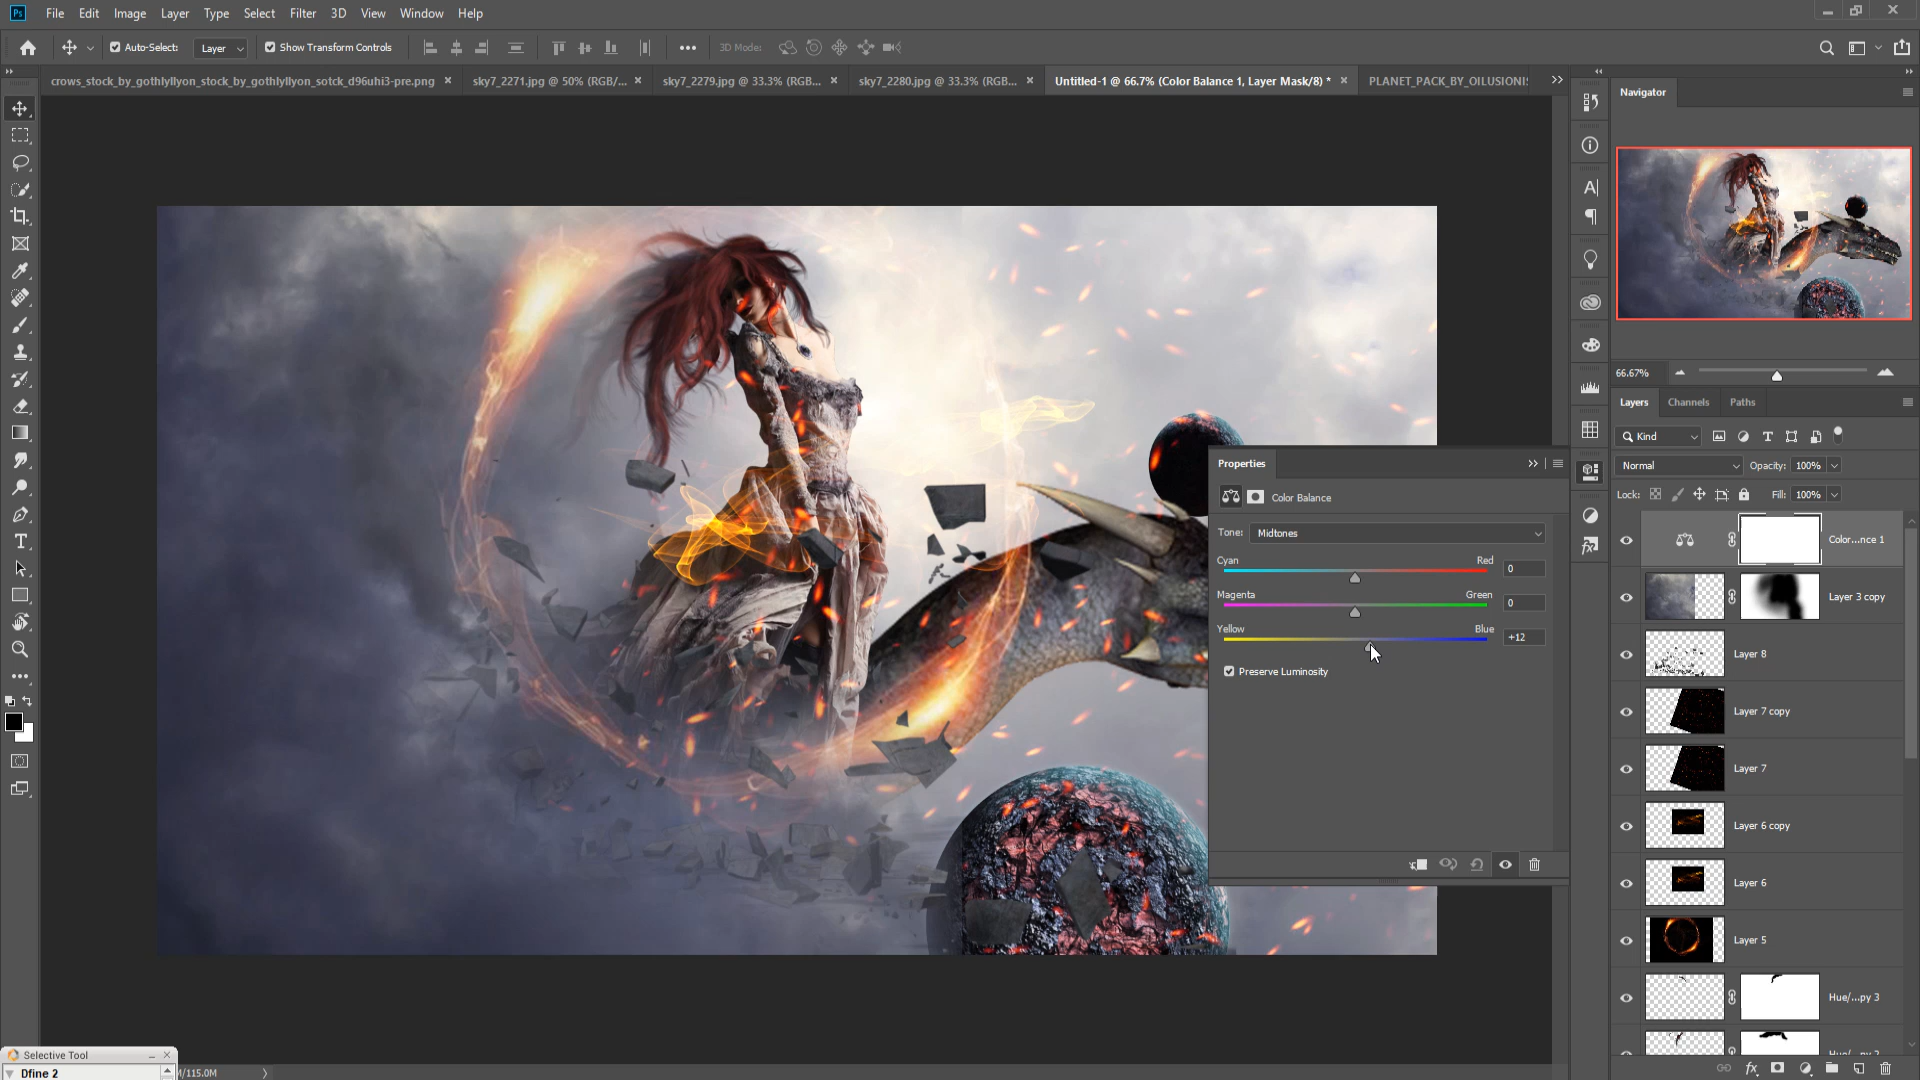 Ps File Edit Image Layer Type Select Filter 3D View Window Help
Auto-Select: Layer Show Transform Controls 3D Mode:
crows_stock_by_gothlyllyon_stock_by_gothlyllyon_sotck_d96uhi3-pre.png × sky7_2271.jpg @ 50% (RGB/... × sky7_2279.jpg @ 33.3% (RGB... × sky7_2280.jpg @ 33.3% (RGB... × Untitled-1 @ 66.7% (Color Balance 1, Layer Mask/8) * × PLANET_PACK_BY_OILUSIONIS
Navigator
66.67%
Layers Channels Paths
Kind
Normal Opacity: 100%
Lock: Fill: 100%
Color...nce 1
Layer 3 copy
Layer 8
Layer 7 copy
Layer 7
Layer 6 copy
Layer 6
Layer 5
Hue/...py 3
Properties
Color Balance
Tone: Midtones
Cyan Red 0
Magenta Green 0
Yellow Blue +12
Preserve Luminosity
Selective Tool
Dfine 2
M/115.0M